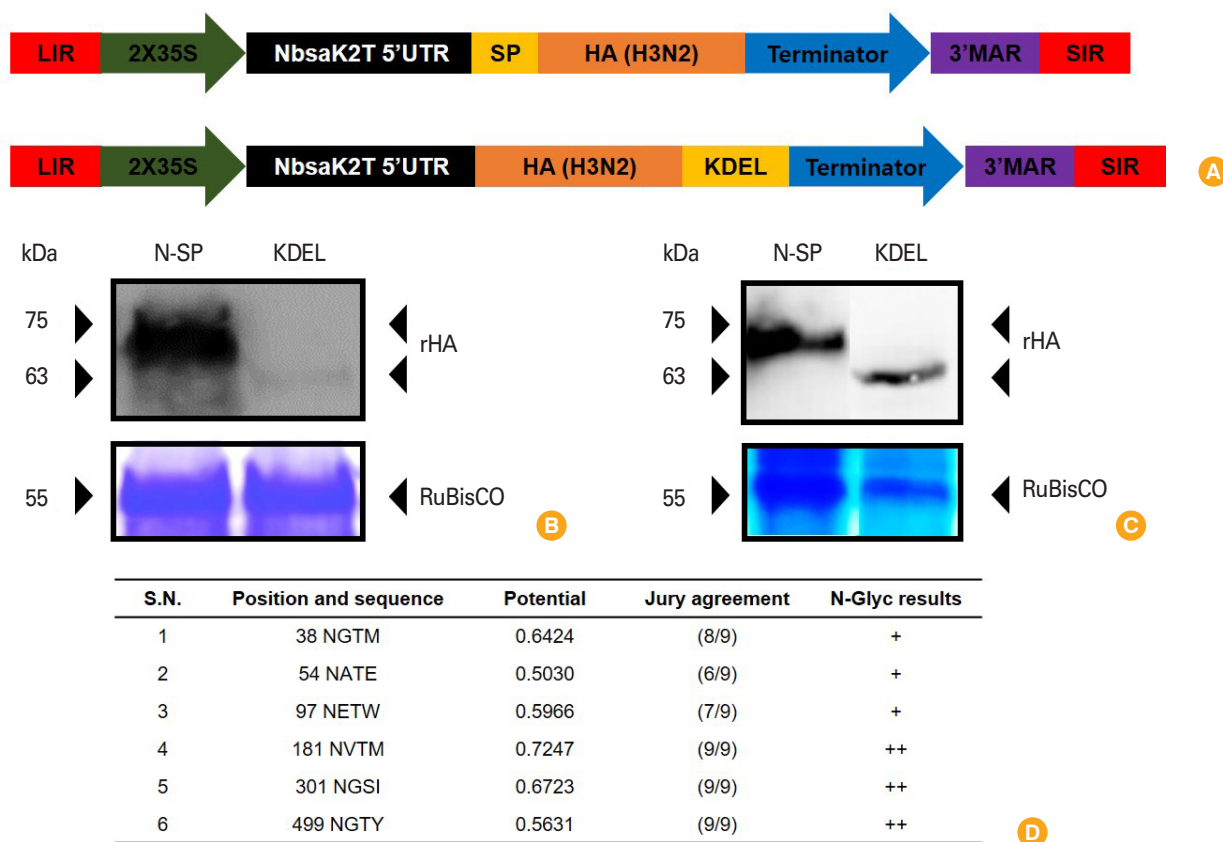 LIR 2X35S NbsaK2T 5'UTR SP HA (H3N2) Terminator 3'MAR SIR
LIR 2X35S NbsaK2T 5'UTR HA (H3N2) KDEL Terminator 3'MAR SIR
A
kDa N-SP KDEL
75
rHA
63
55
RuBisCO
B
kDa N-SP KDEL
75
rHA
63
55
RuBisCO
C
S.N. Position and sequence Potential Jury agreement N-Glyc results
1 38 NGTM 0.6424 (8/9) +
2 54 NATE 0.5030 (6/9) +
3 97 NETW 0.5966 (7/9) +
4 181 NVTM 0.7247 (9/9) ++
5 301 NGSI 0.6723 (9/9) ++
6 499 NGTY 0.5631 (9/9) ++
D